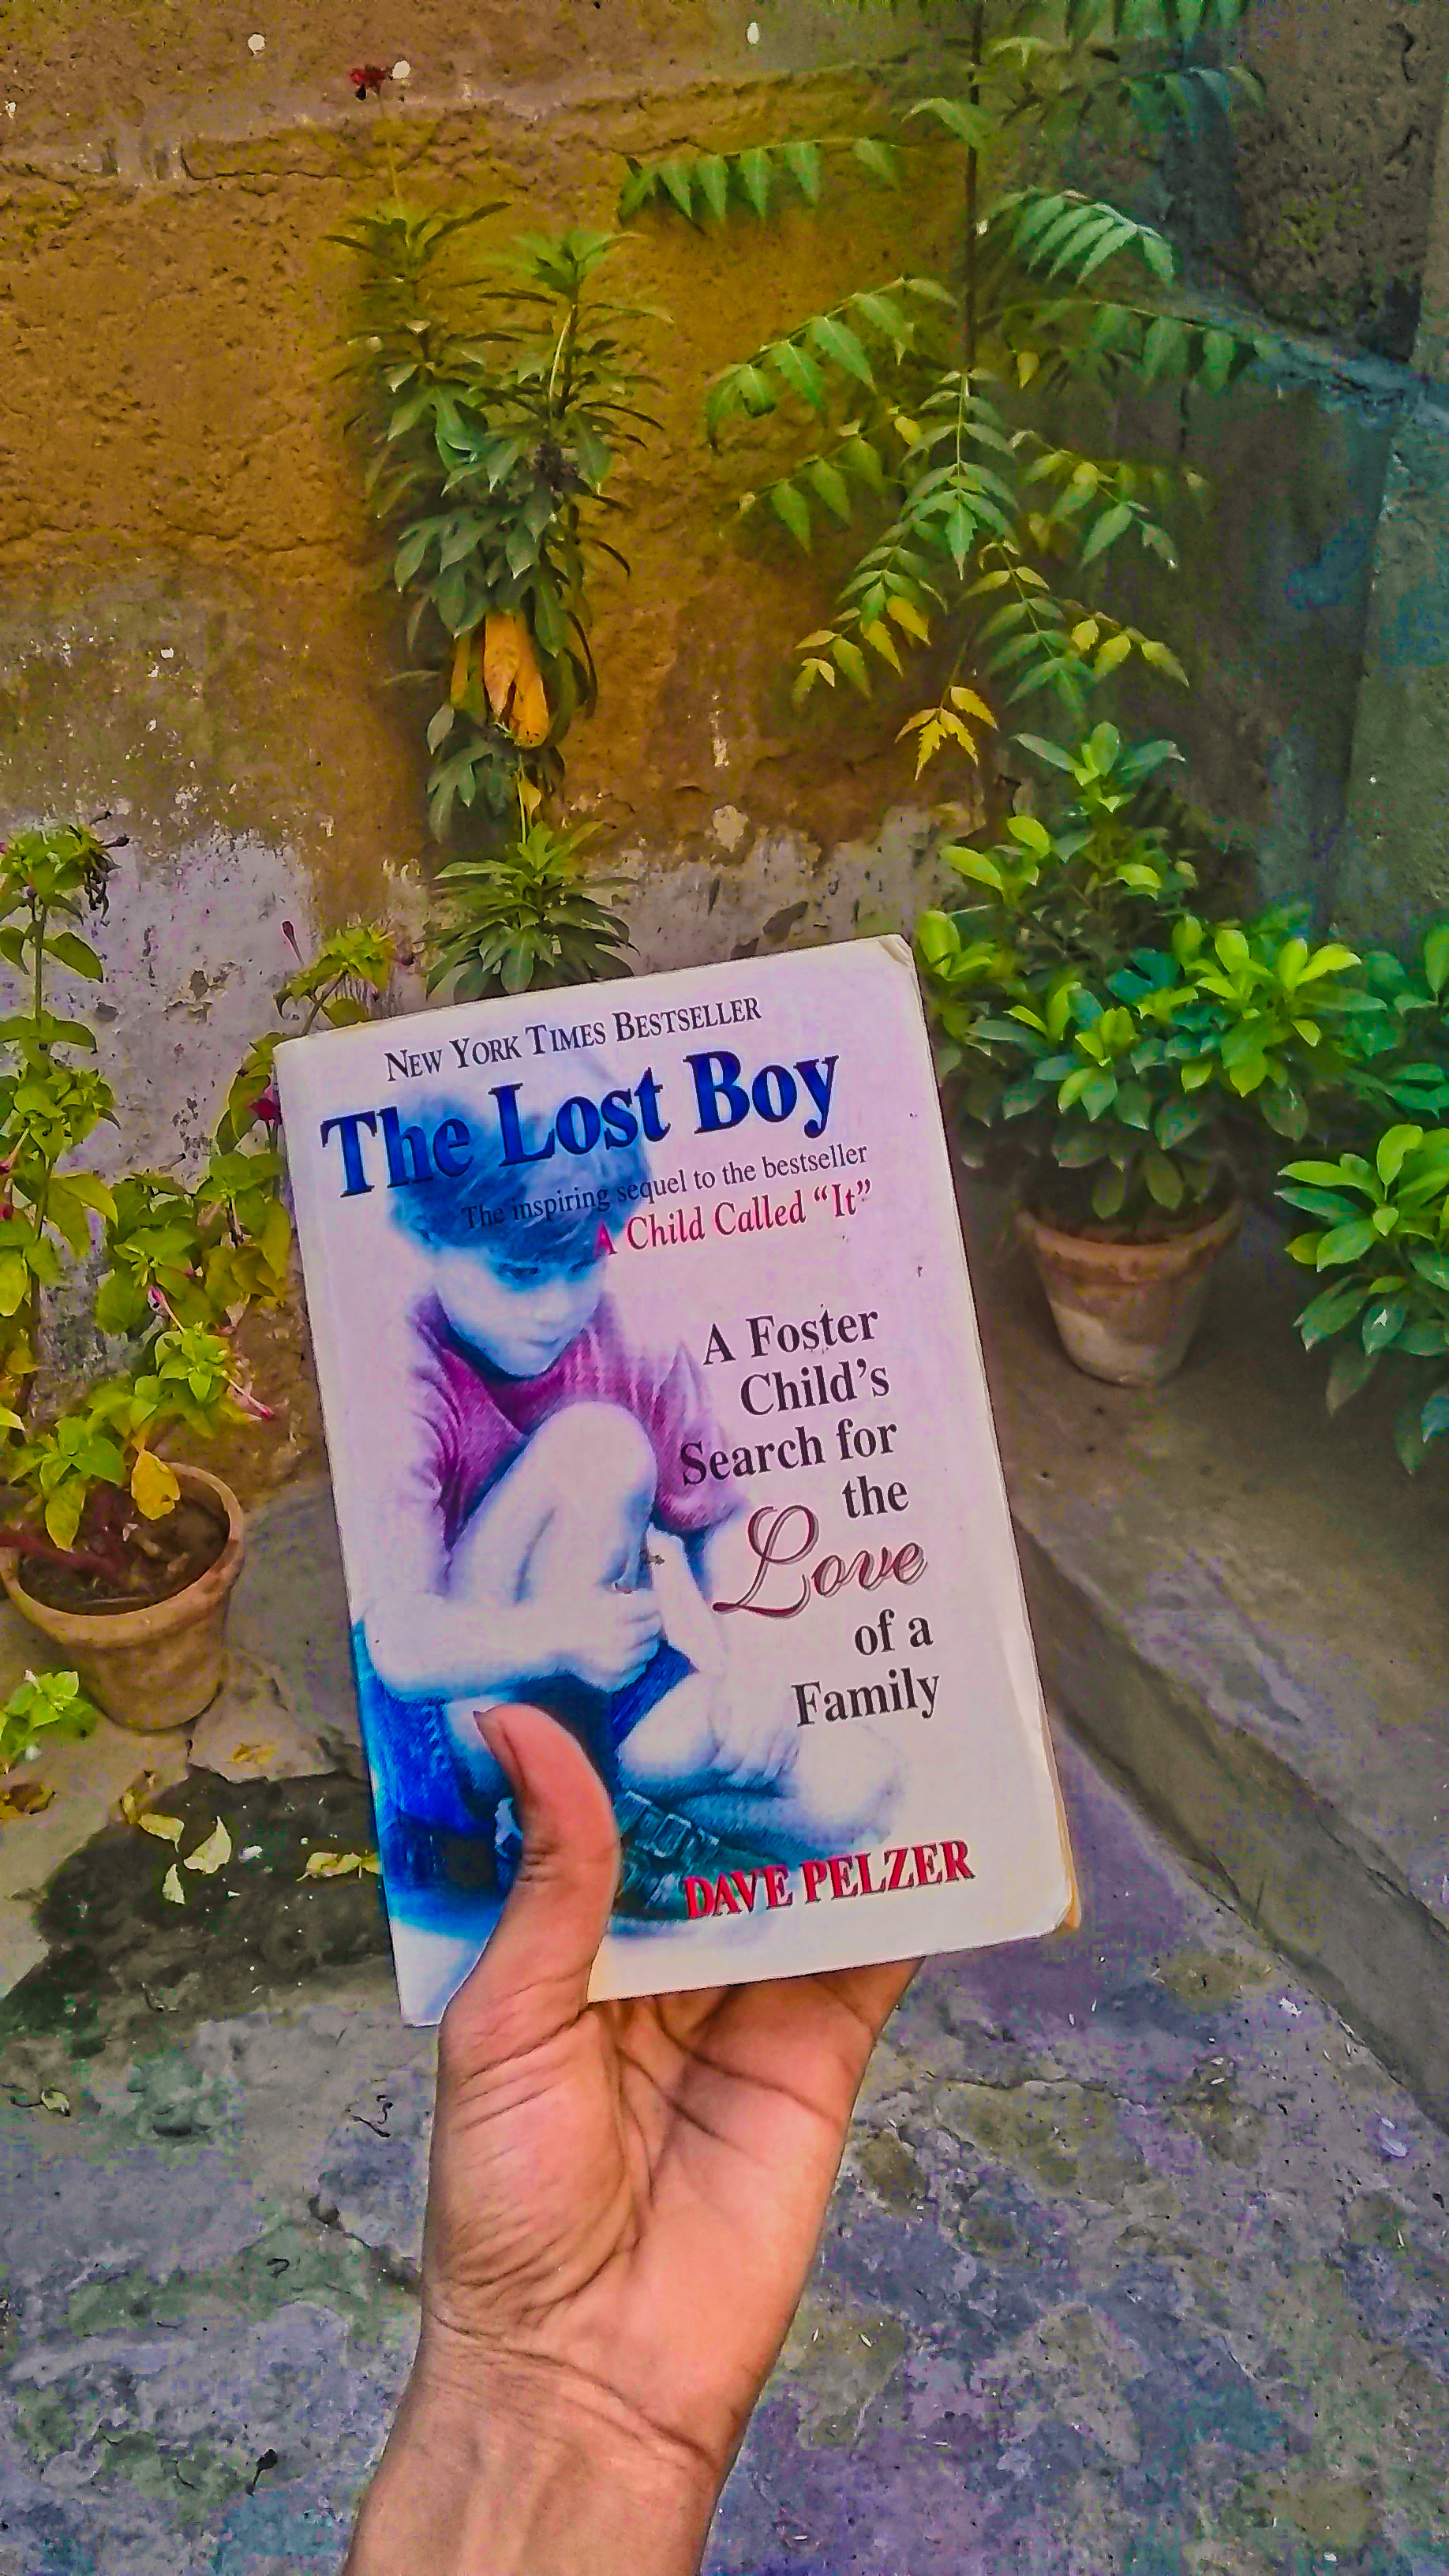 NEW YORK TIMES BESTSELLER
The Lost Boy
The inspiring sequel to the bestseller
A Child Called “It”
A Foster
Child’s
Search for
the
Love
of a
Family
DAVE PELZER